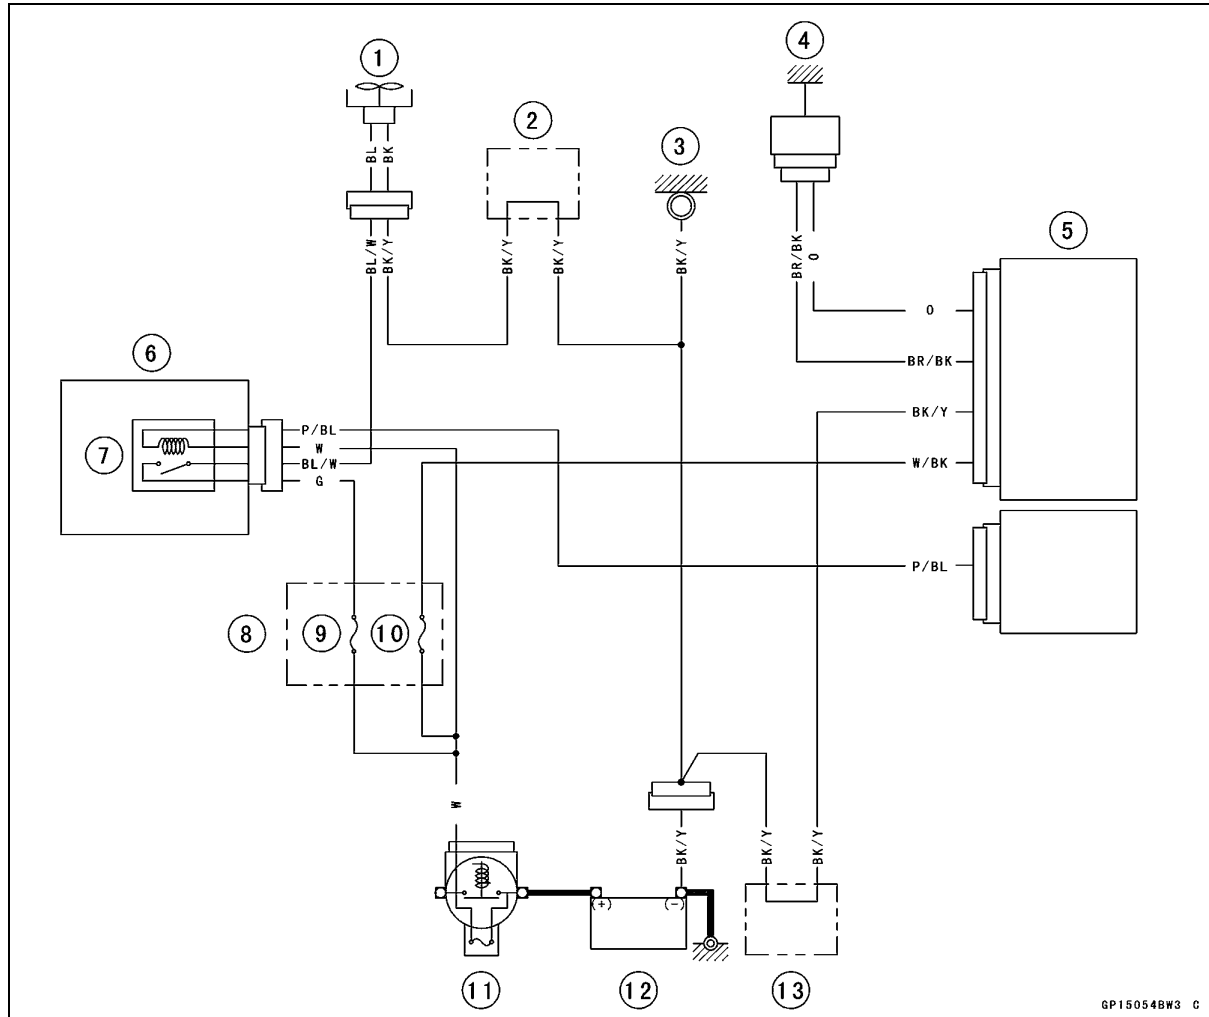 1
2
3
4
BL
BK
BL/W
BK/Y
BK/Y
BK/Y
BK/Y
BR/BK
O
5
O
BR/BK
BK/Y
W/BK
6
7
P/BL
W
BL/W
G
P/BL
8
9
10
W
BK/Y
BK/Y
BK/Y
(+)
(-)
11
12
13
GP15054BW3 C